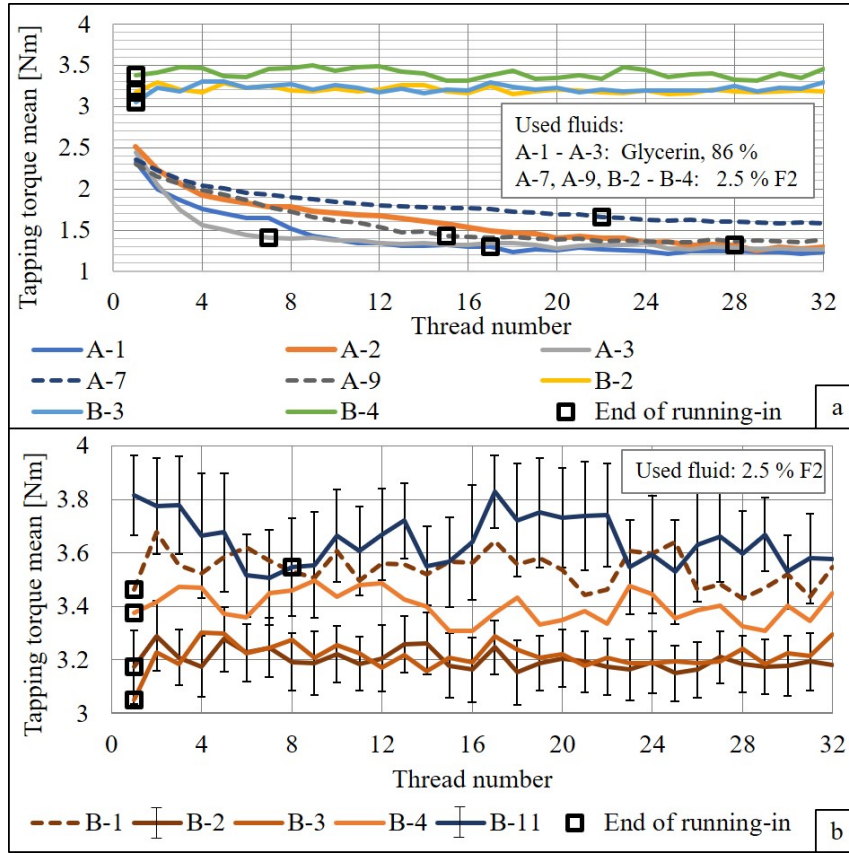 Tapping torque mean [Nm]
4
3.5
3
2.5
2
1.5
1
Used fluids:
A-1 - A-3: Glycerin, 86 %
A-7, A-9, B-2 - B-4: 2.5 % F2
0 4 8 12 16 20 24 28 32
Thread number
A-1 A-2 A-3
A-7 A-9 B-2
B-3 B-4 End of running-in
a
Tapping torque mean [Nm]
4
3.8
3.6
3.4
3.2
3
Used fluid: 2.5 % F2
0 4 8 12 16 20 24 28 32
Thread number
B-1 B-2 B-3 B-4 B-11 End of running-in
b